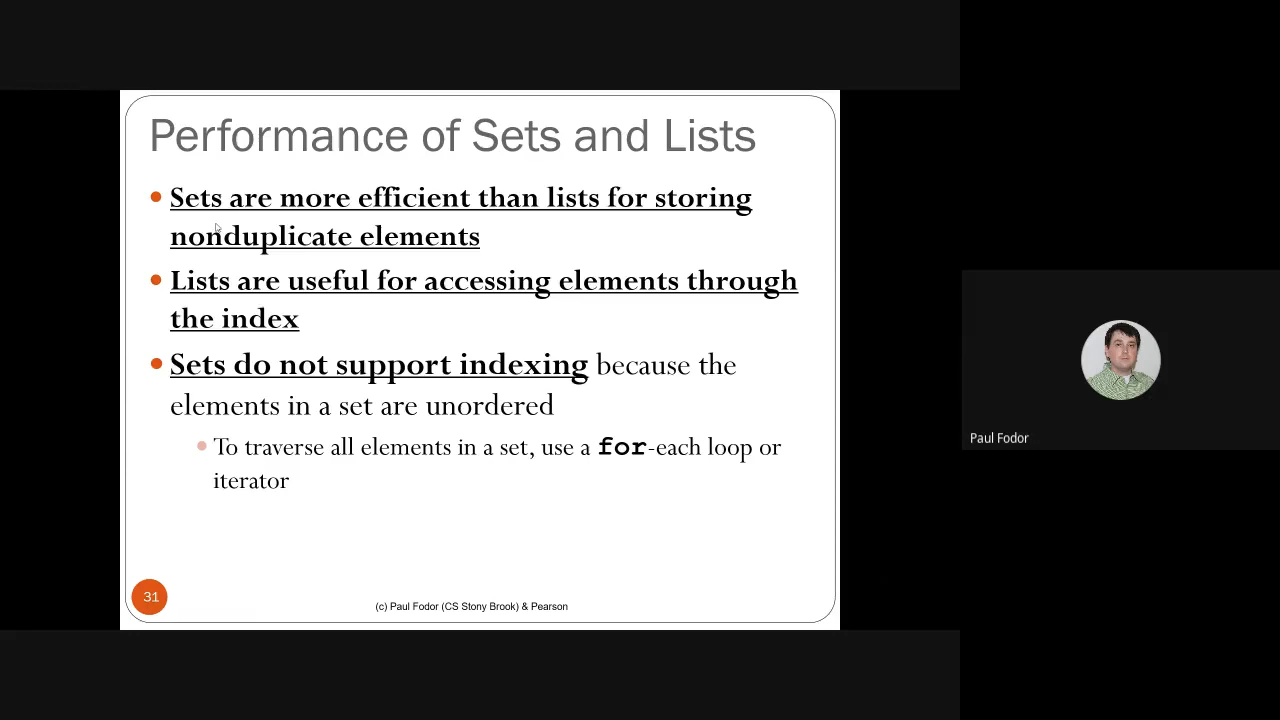 Performance of Sets and Lists
Sets are more efficient than lists for storing
nonduplicate elements
Lists are useful for accessing elements through
the index
Sets do not support indexing because the
elements in a set are unordered
To traverse all elements in a set, use a for-each loop or
iterator
31
(c) Paul Fodor (CS Stony Brook) & Pearson
Paul Fodor